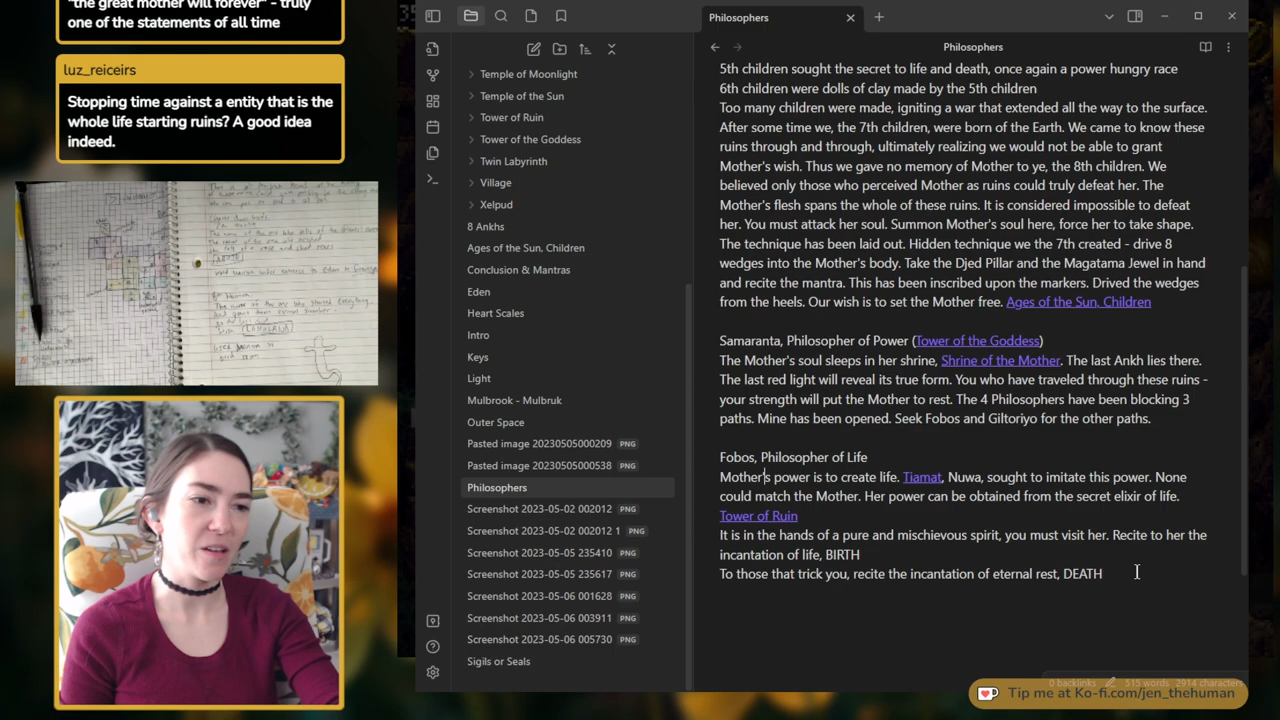 "the great mother will forever" - truly
one of the statements of all time
luz_reiceirs
Stopping time against a entity that is the
whole life starting ruins? A good idea
indeed.
Temple of Moonlight
Temple of the Sun
Tower of Ruin
Tower of the Goddess
Twin Labyrinth
Village
Xelpud
8 Ankhs
Ages of the Sun, Children
Conclusion & Mantras
Eden
Heart Scales
Intro
Keys
Light
Mulbrook - Mulbruk
Outer Space
Pasted image 20230505000209 PNG
Pasted image 20230505000538 PNG
Philosophers
Screenshot 2023-05-02 002012 PNG
Screenshot 2023-05-02 002012 1 PNG
Screenshot 2023-05-05 235410 PNG
Screenshot 2023-05-05 235617 PNG
Screenshot 2023-05-06 001628 PNG
Screenshot 2023-05-06 003911 PNG
Screenshot 2023-05-06 005730 PNG
Sigils or Seals
Philosophers
Philosophers
5th children sought the secret to life and death, once again a power hungry race
6th children were dolls of clay made by the 5th children
Too many children were made, igniting a war that extended all the way to the surface.
After some time we, the 7th children, were born of the Earth. We came to know these
ruins through and through, ultimately realizing we would not be able to grant
Mother's wish. Thus we gave no memory of Mother to ye, the 8th children. We
believed only those who perceived Mother as ruins could truly defeat her. The
Mother's flesh spans the whole of these ruins. It is considered impossible to defeat
her. You must attack her soul. Summon Mother's soul here, force her to take shape.
The technique has been laid out. Hidden technique we the 7th created - drive 8
wedges into the Mother's body. Take the Djed Pillar and the Magatama Jewel in hand
and recite the mantra. This has been inscribed upon the markers. Drived the wedges
from the heels. Our wish is to set the Mother free. Ages of the Sun, Children
Samaranta, Philosopher of Power (Tower of the Goddess)
The Mother's soul sleeps in her shrine, Shrine of the Mother. The last Ankh lies there.
The last red light will reveal its true form. You who have traveled through these ruins -
your strength will put the Mother to rest. The 4 Philosophers have been blocking 3
paths. Mine has been opened. Seek Fobos and Giltoriyo for the other paths.
Fobos, Philosopher of Life
Mother's power is to create life. Tiamat, Nuwa, sought to imitate this power. None
could match the Mother. Her power can be obtained from the secret elixir of life.
Tower of Ruin
It is in the hands of a pure and mischievous spirit, you must visit her. Recite to her the
incantation of life, BIRTH
To those that trick you, recite the incantation of eternal rest, DEATH
0 backlinks 515 words 2914 characters
Tip me at Ko-fi.com/jen_thehuman